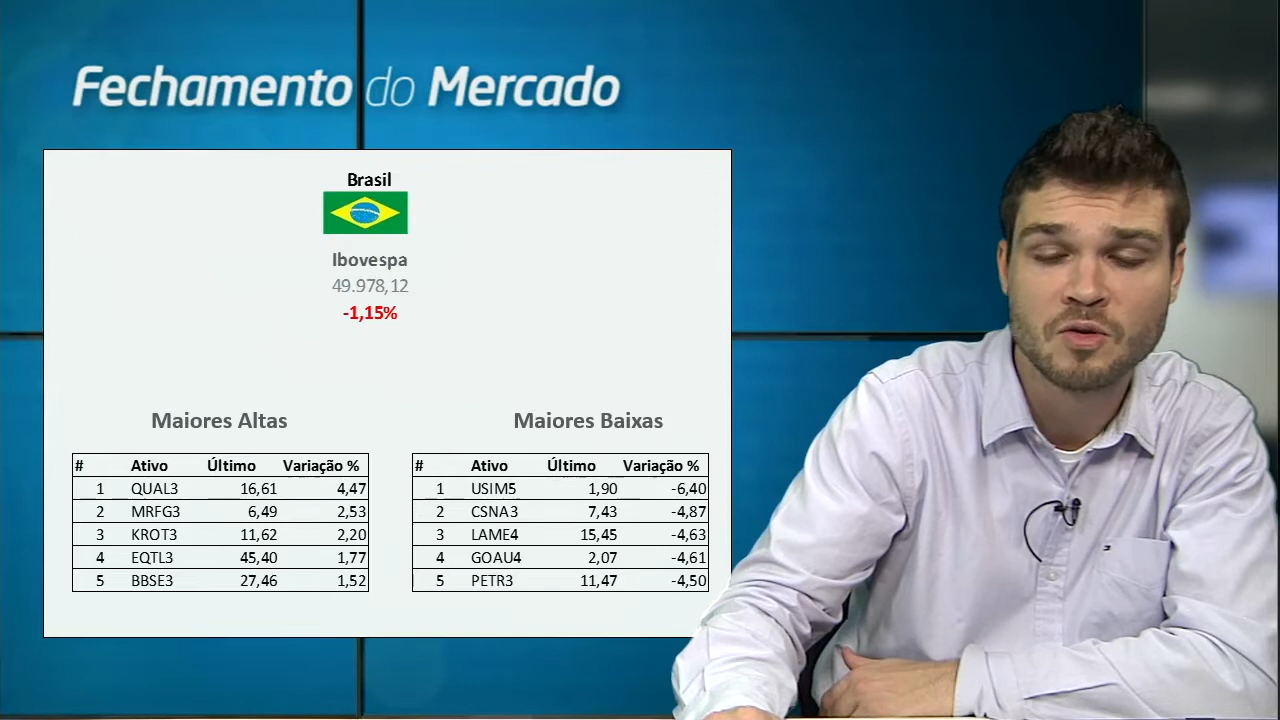 Fechamento do Mercado
Brasil
Ibovespa
49.978,12
-1,15%
Maiores Altas
# Ativo Último Variação %
1 QUAL3 16,61 4,47
2 MRFG3 6,49 2,53
3 KROT3 11,62 2,20
4 EQTL3 45,40 1,77
5 BBSE3 27,46 1,52
Maiores Baixas
# Ativo Último Variação %
1 USIM5 1,90 -6,40
2 CSNA3 7,43 -4,87
3 LAME4 15,45 -4,63
4 GOAU4 2,07 -4,61
5 PETR3 11,47 -4,50